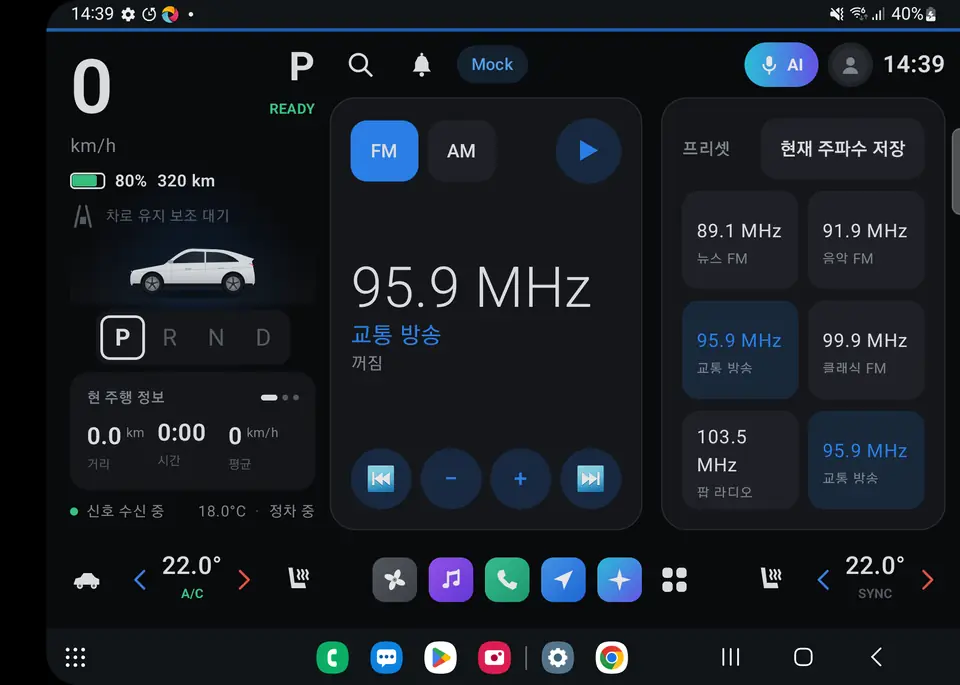 14:39
40%
0
P
READY
km/h
80% 320 km
차로 유지 보조 대기
P R N D
현 주행 정보
0.0 km 0:00 0 km/h
거리 시간 평균
신호 수신 중 18.0°C · 정차 중
Mock
AI
14:39
FM AM
95.9 MHz
교통 방송
꺼짐
− +
프리셋 현재 주파수 저장
89.1 MHz
뉴스 FM
91.9 MHz
음악 FM
95.9 MHz
교통 방송
99.9 MHz
클래식 FM
103.5
MHz
팝 라디오
95.9 MHz
교통 방송
22.0°
A/C
22.0°
SYNC